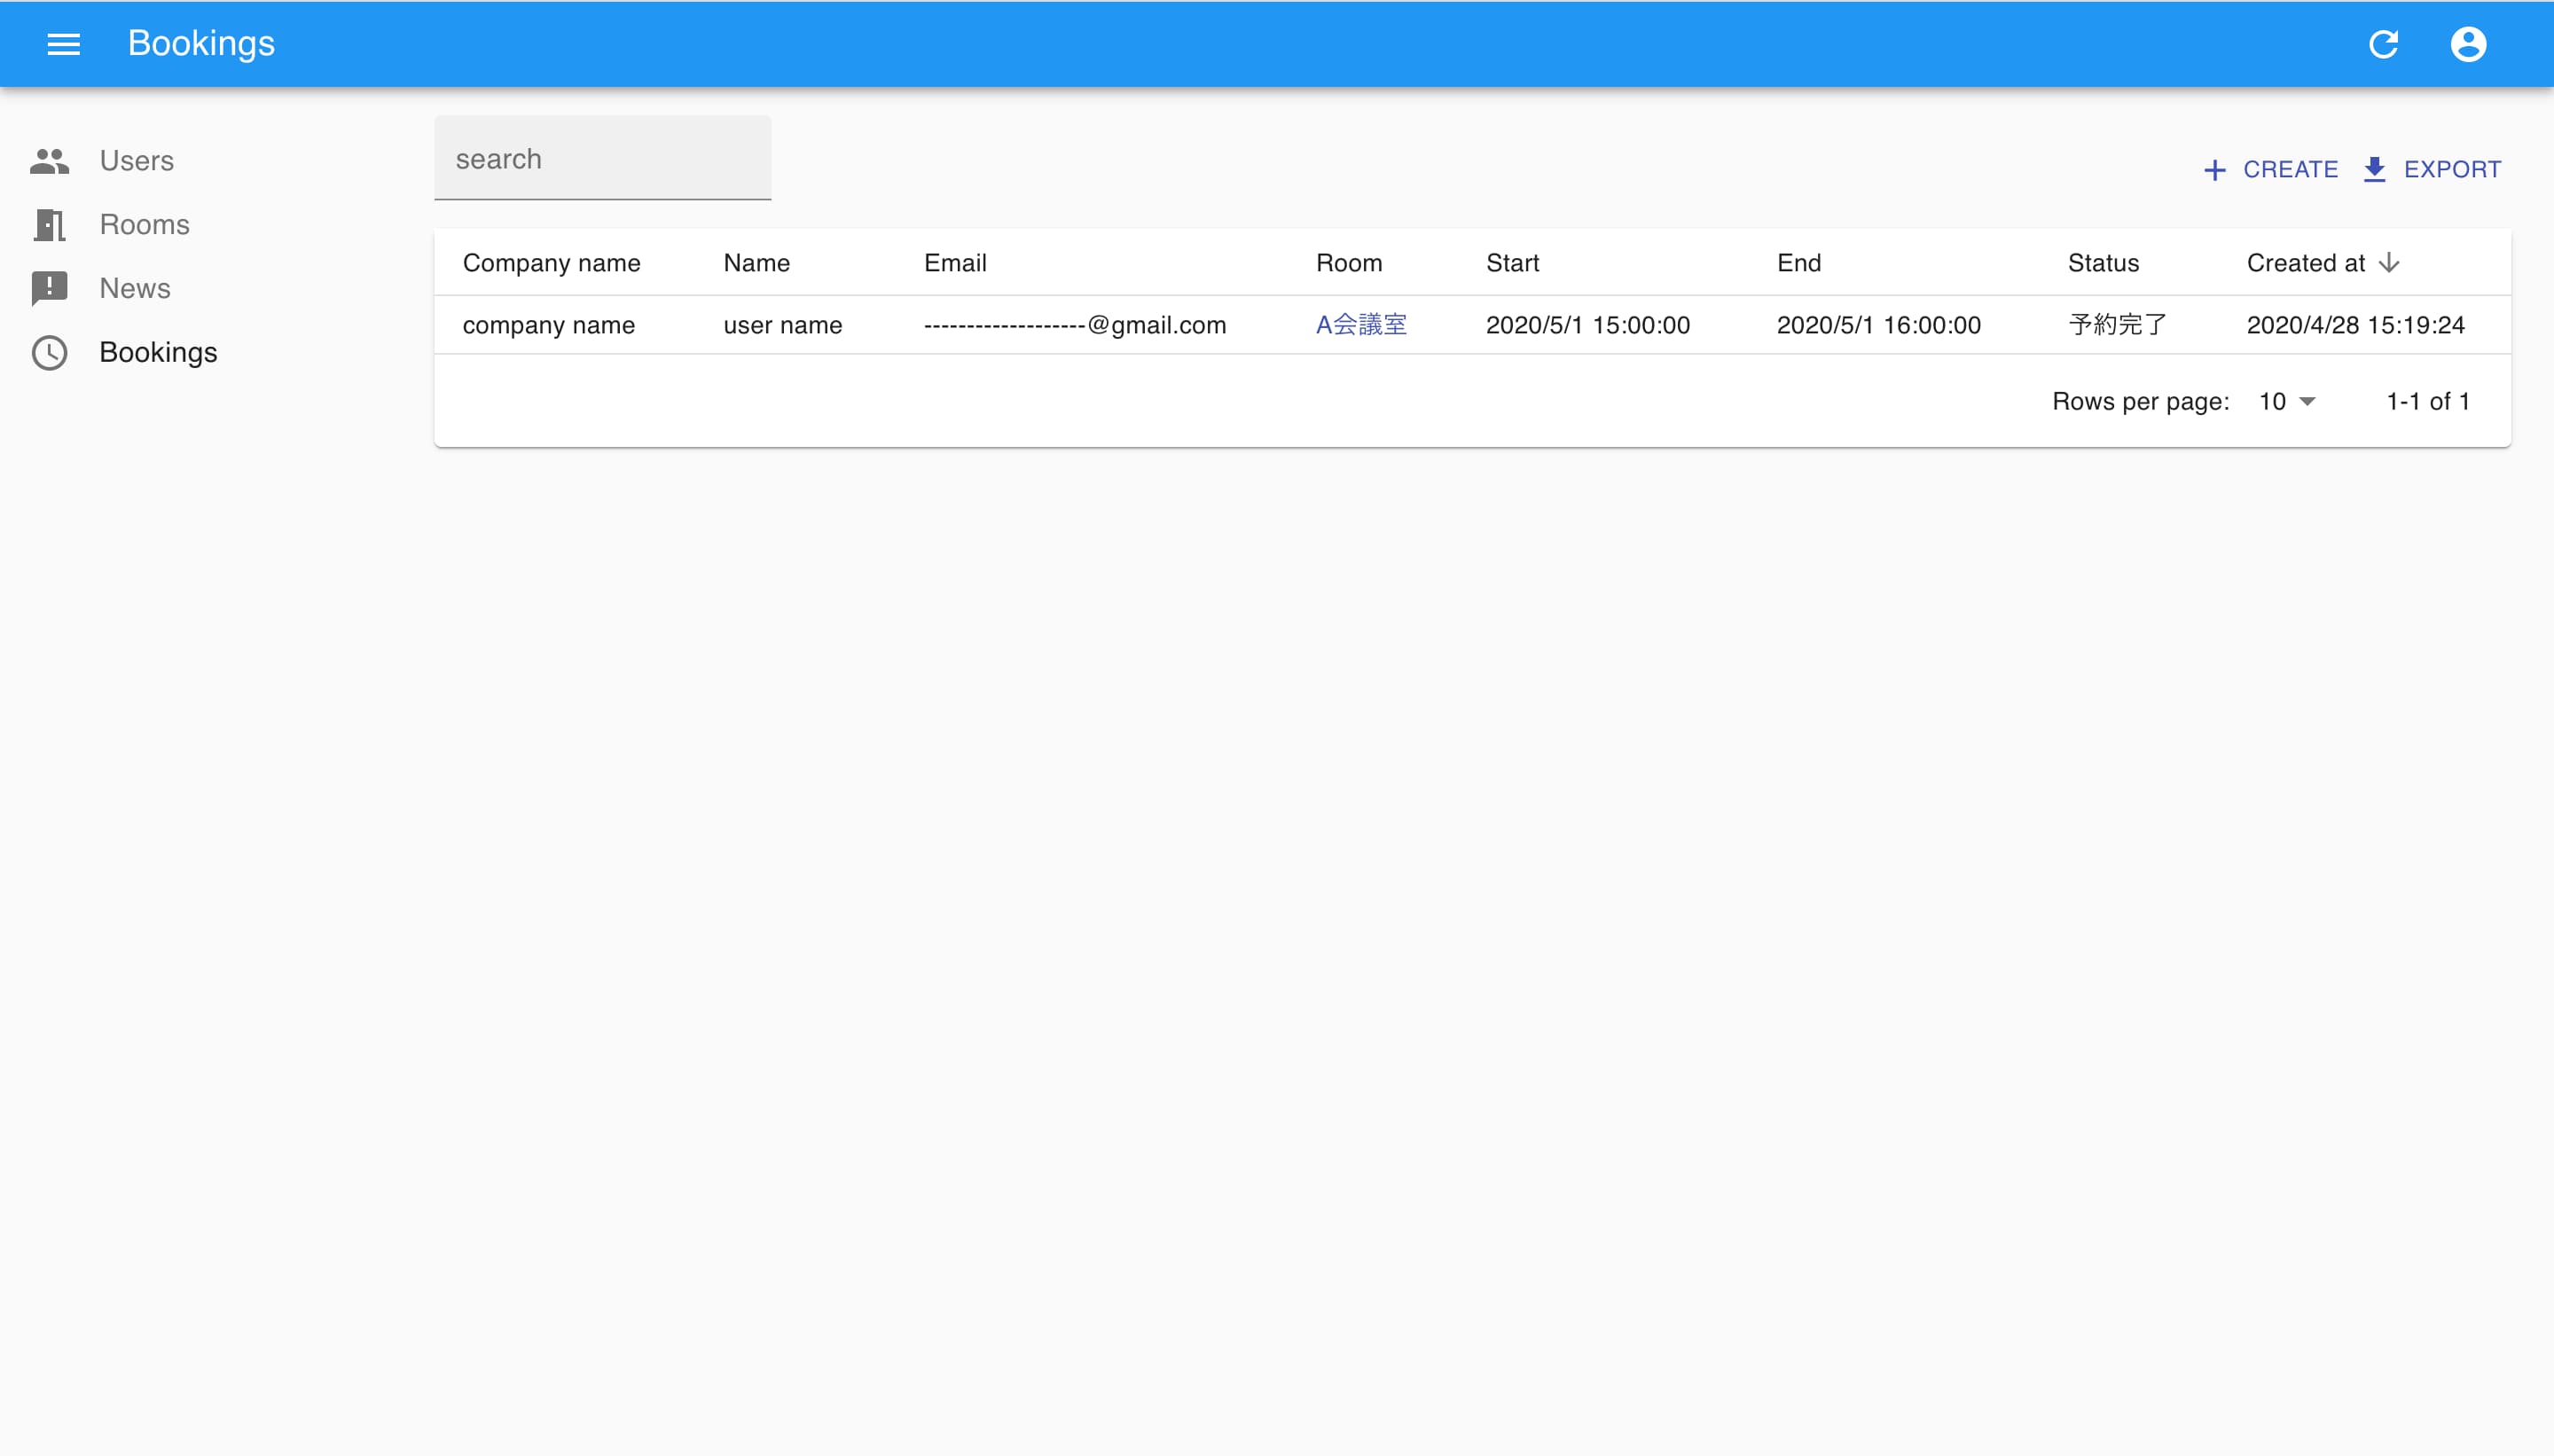 Bookings
Users
Rooms
News
Bookings
search
CREATE EXPORT
Company name Name Email Room Start End Status Created at
company name user name -------------------@gmail.com A会議室 2020/5/1 15:00:00 2020/5/1 16:00:00 予約完了 2020/4/28 15:19:24
Rows per page: 10 1-1 of 1